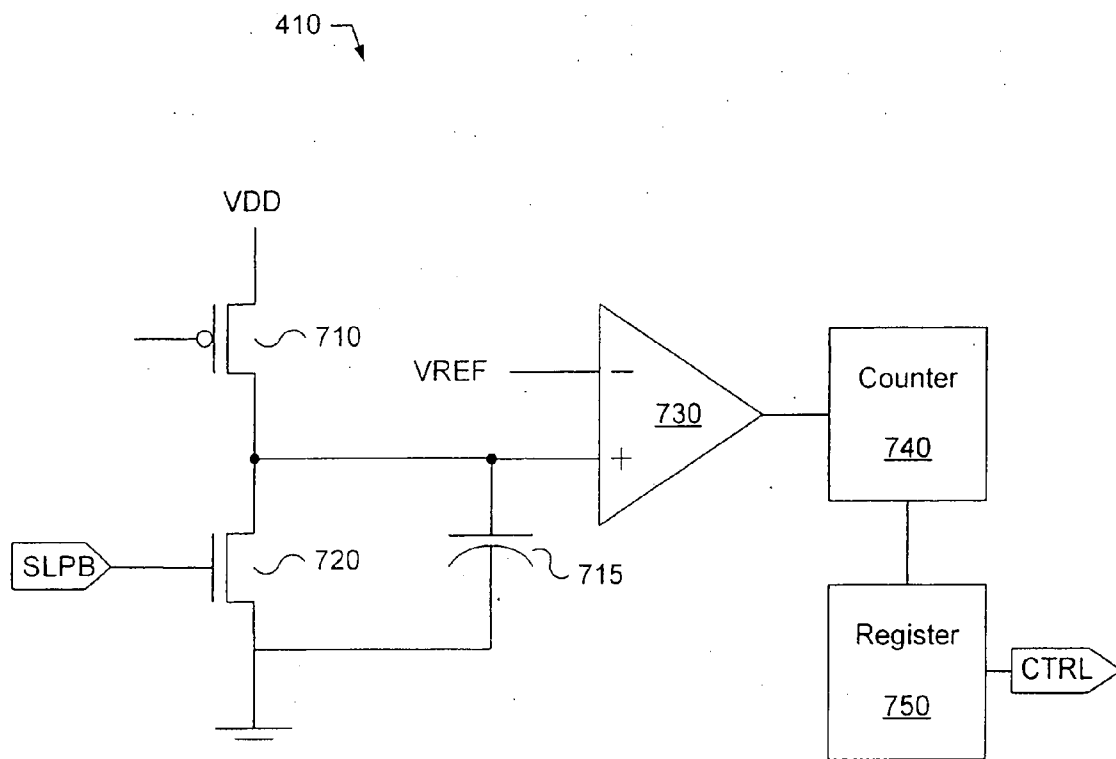 410
VDD
710
VREF
−
730
+
Counter
740
SLPB
720
715
Register
750
CTRL